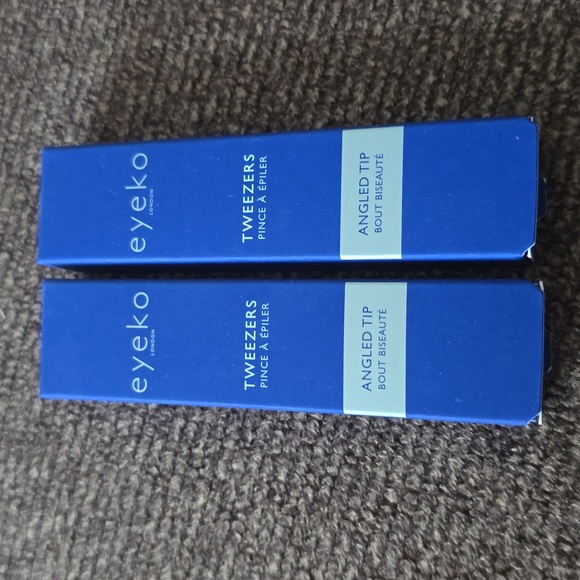 eyeko
LONDON
TWEEZERS
PINCE À ÉPILER
ANGLED TIP
BOUT BISEAUTÉ
eyeko
LONDON
TWEEZERS
PINCE À ÉPILER
ANGLED TIP
BOUT BISEAUTÉ